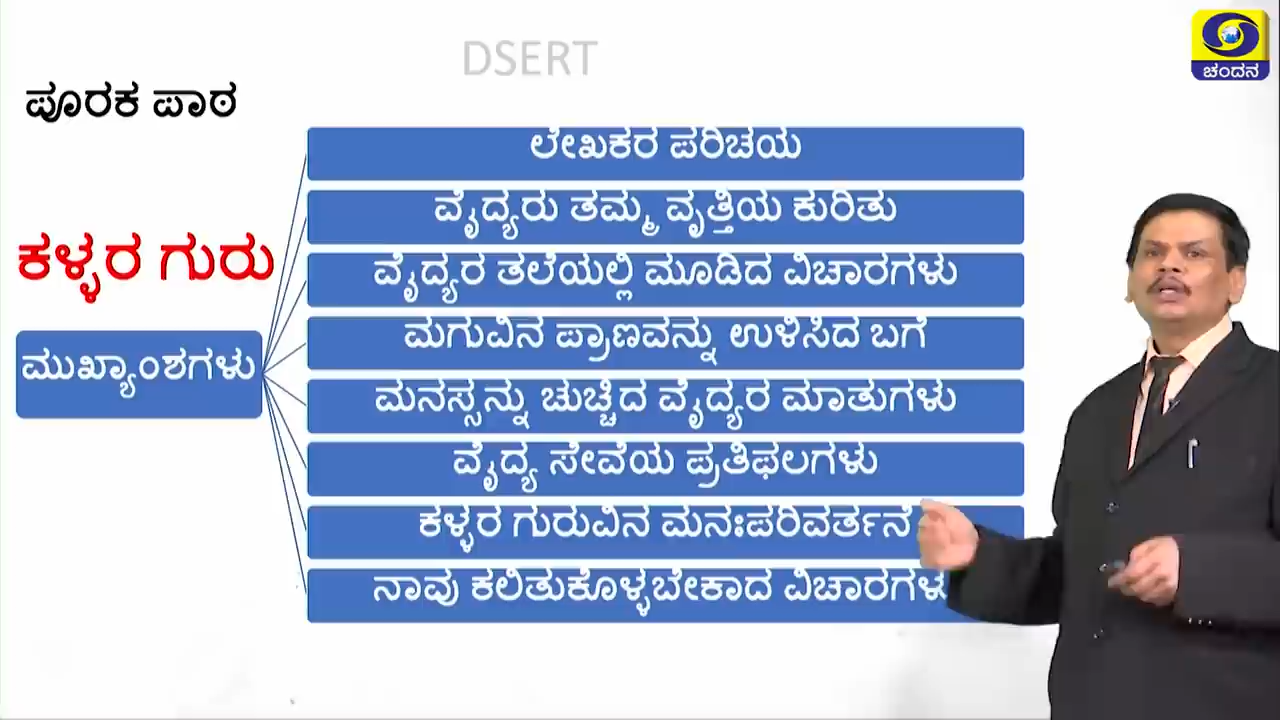 DSERT
ಚಂದನ
ಪೂರಕ ಪಾಠ
ಕಳ್ಳರ ಗುರು
ಮುಖ್ಯಾಂಶಗಳು
ಲೇಖಕರ ಪರಿಚಯ
ವೈದ್ಯರು ತಮ್ಮ ವೃತ್ತಿಯ ಕುರಿತು
ವೈದ್ಯರ ತಲೆಯಲ್ಲಿ ಮೂಡಿದ ವಿಚಾರಗಳು
ಮಗುವಿನ ಪ್ರಾಣವನ್ನು ಉಳಿಸಿದ ಬಗೆ
ಮನಸ್ಸನ್ನು ಚುಚ್ಚಿದ ವೈದ್ಯರ ಮಾತುಗಳು
ವೈದ್ಯ ಸೇವೆಯ ಪ್ರತಿಫಲಗಳು
ಕಳ್ಳರ ಗುರುವಿನ ಮನಃಪರಿವರ್ತನೆ
ನಾವು ಕಲಿತುಕೊಳ್ಳಬೇಕಾದ ವಿಚಾರಗಳು